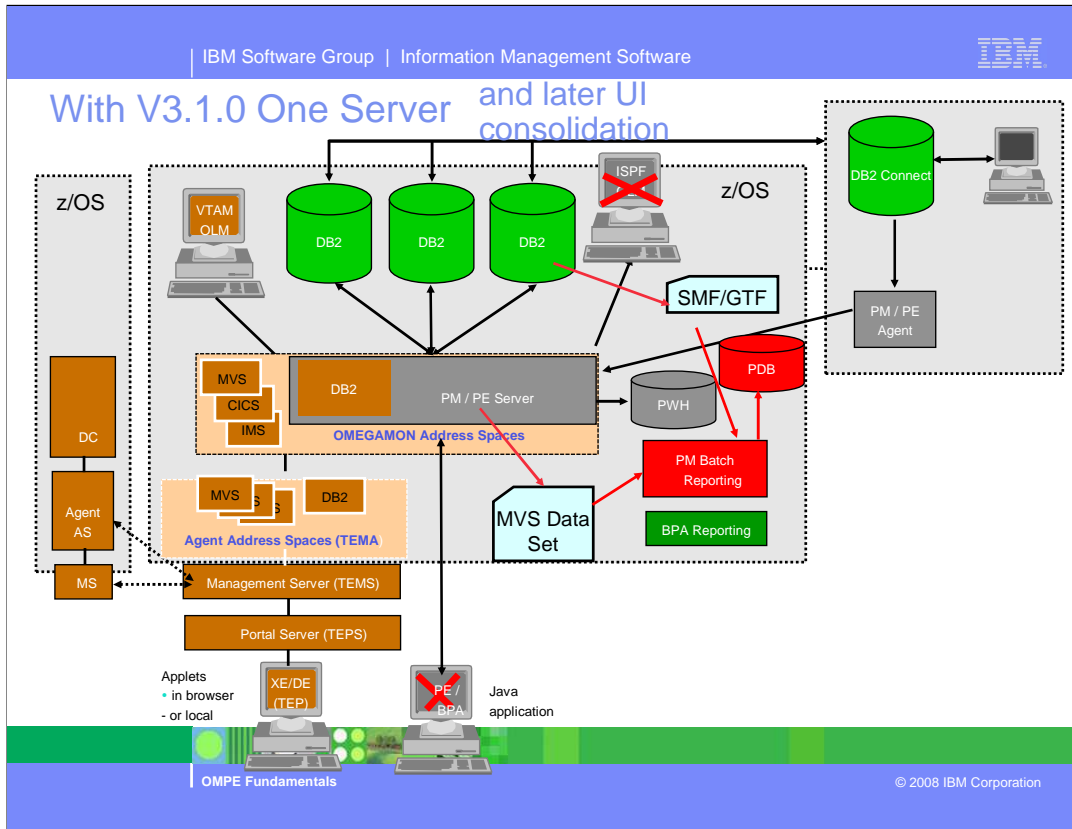 IBM Software Group | Information Management Software
IBM
With V3.1.0 One Server
and later UI
consolidation
z/OS
VTAM
OLM
DB2
DB2
DB2
ISPF
z/OS
DB2 Connect
SMF/GTF
PM / PE
Agent
DC
Agent
AS
MS
MVS
CICS
IMS
DB2
PM / PE Server
OMEGAMON Address Spaces
PWH
PDB
PM Batch
Reporting
BPA Reporting
MVS
S
S
DB2
Agent Address Spaces (TEMA)
MVS Data
Set
Management Server (TEMS)
Portal Server (TEPS)
Applets
• in browser
- or local
XE/DE
(TEP)
PE /
BPA
Java
application
OMPE Fundamentals
© 2008 IBM Corporation